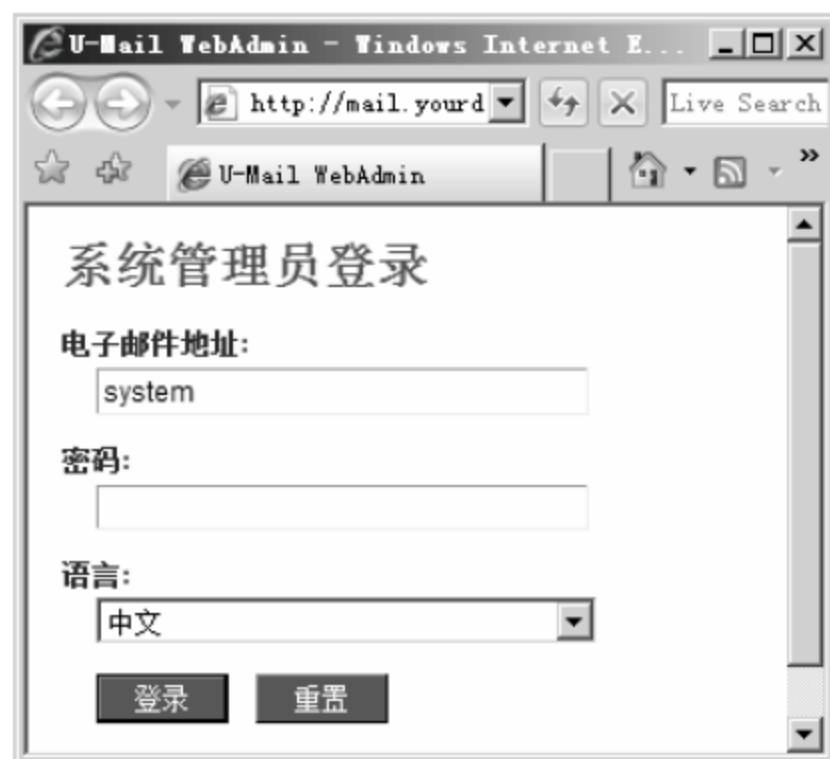 U-Mail WebAdmin - Windows Internet E...
http://mail.yourd
Live Search
U-Mail WebAdmin
系统管理员登录
电子邮件地址:
system
密码:
语言:
中文
登录
重置